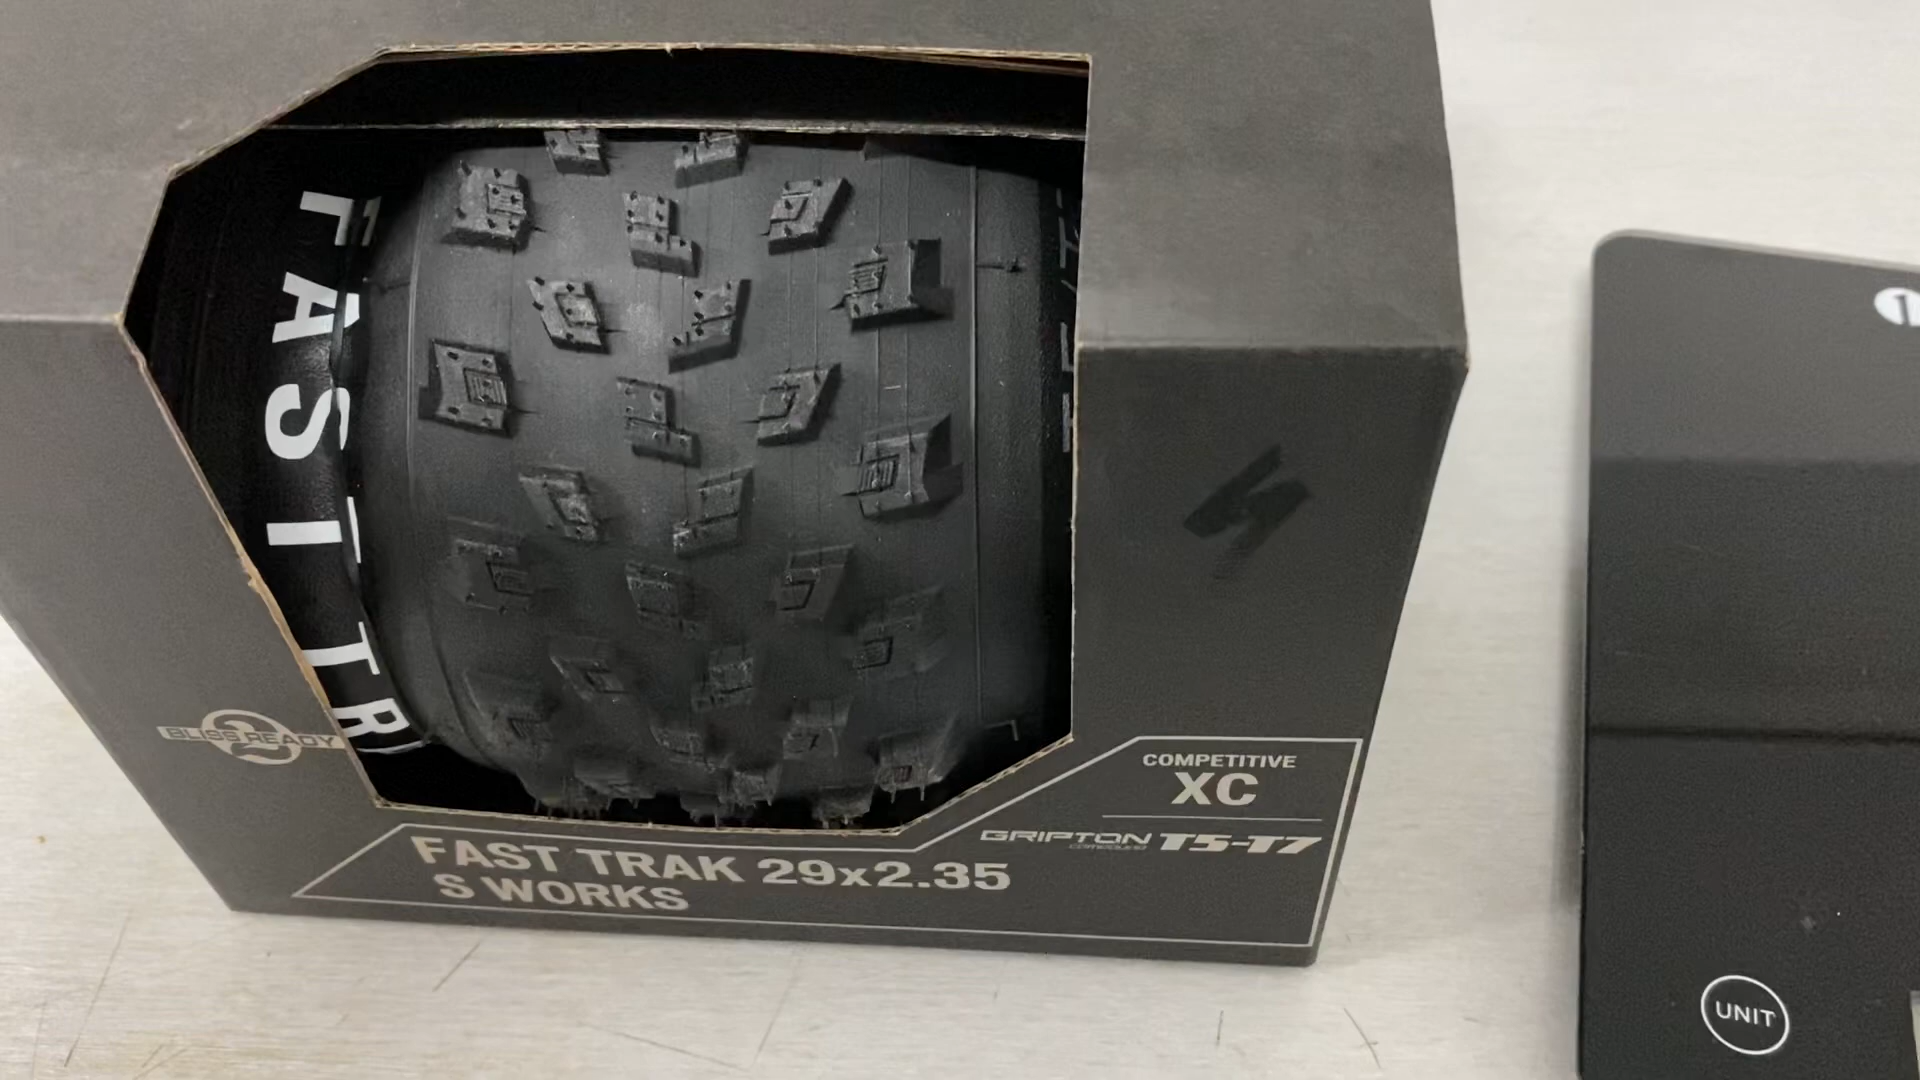 FAST TR
BLISS READY
COMPETITIVE
XC
GRIPTON T5-T7
FAST TRAK 29x2.35
S WORKS
UNIT